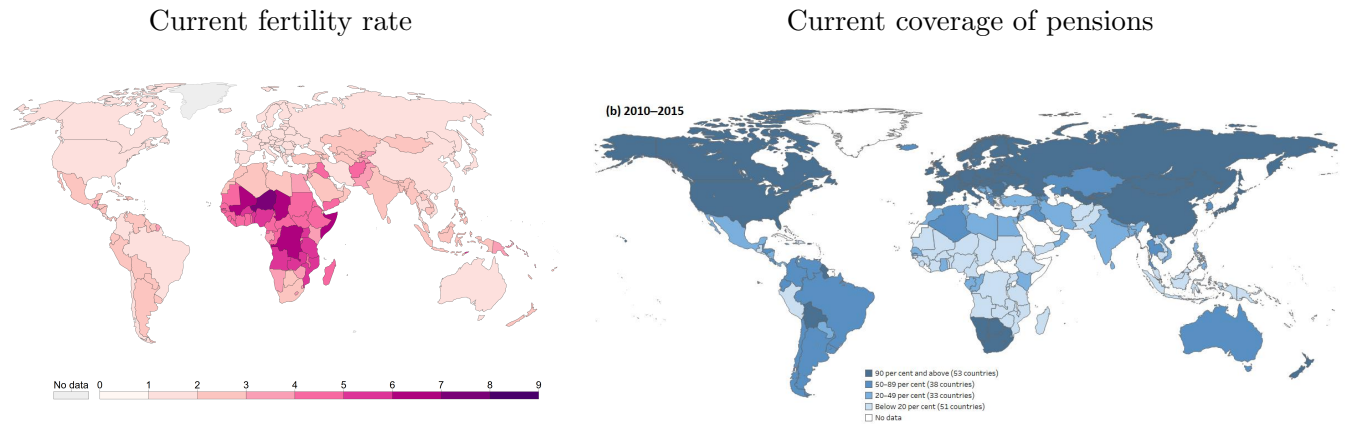 Current fertility rate
Current coverage of pensions
(b) 2010–2015
No data 0 1 2 3 4 5 6 7 8 9
90 per cent and above (53 countries)
50–89 per cent (38 countries)
20–49 per cent (33 countries)
Below 20 per cent (51 countries)
No data